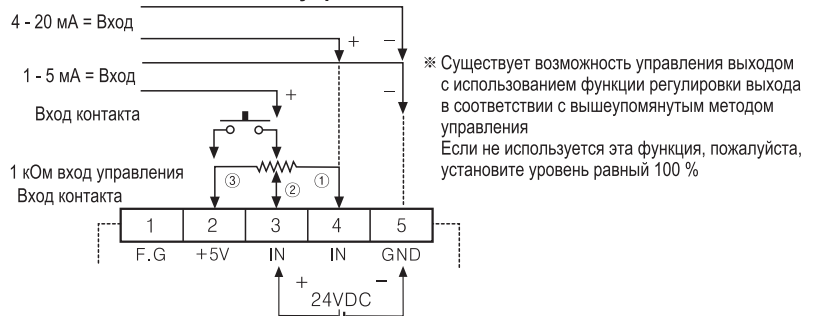 4 - 20 мА = Вход
+ −
1 - 5 мА = Вход
+ −
Вход контакта
1 кОм вход управления
Вход контакта
③ ② ①
1 2 3 4 5
F.G +5V IN IN GND
+ −
24VDC
※ Существует возможность управления выходом
с использованием функции регулировки выхода
в соответствии с вышеупомянутым методом
управления
Если не используется эта функция, пожалуйста,
установите уровень равный 100 %